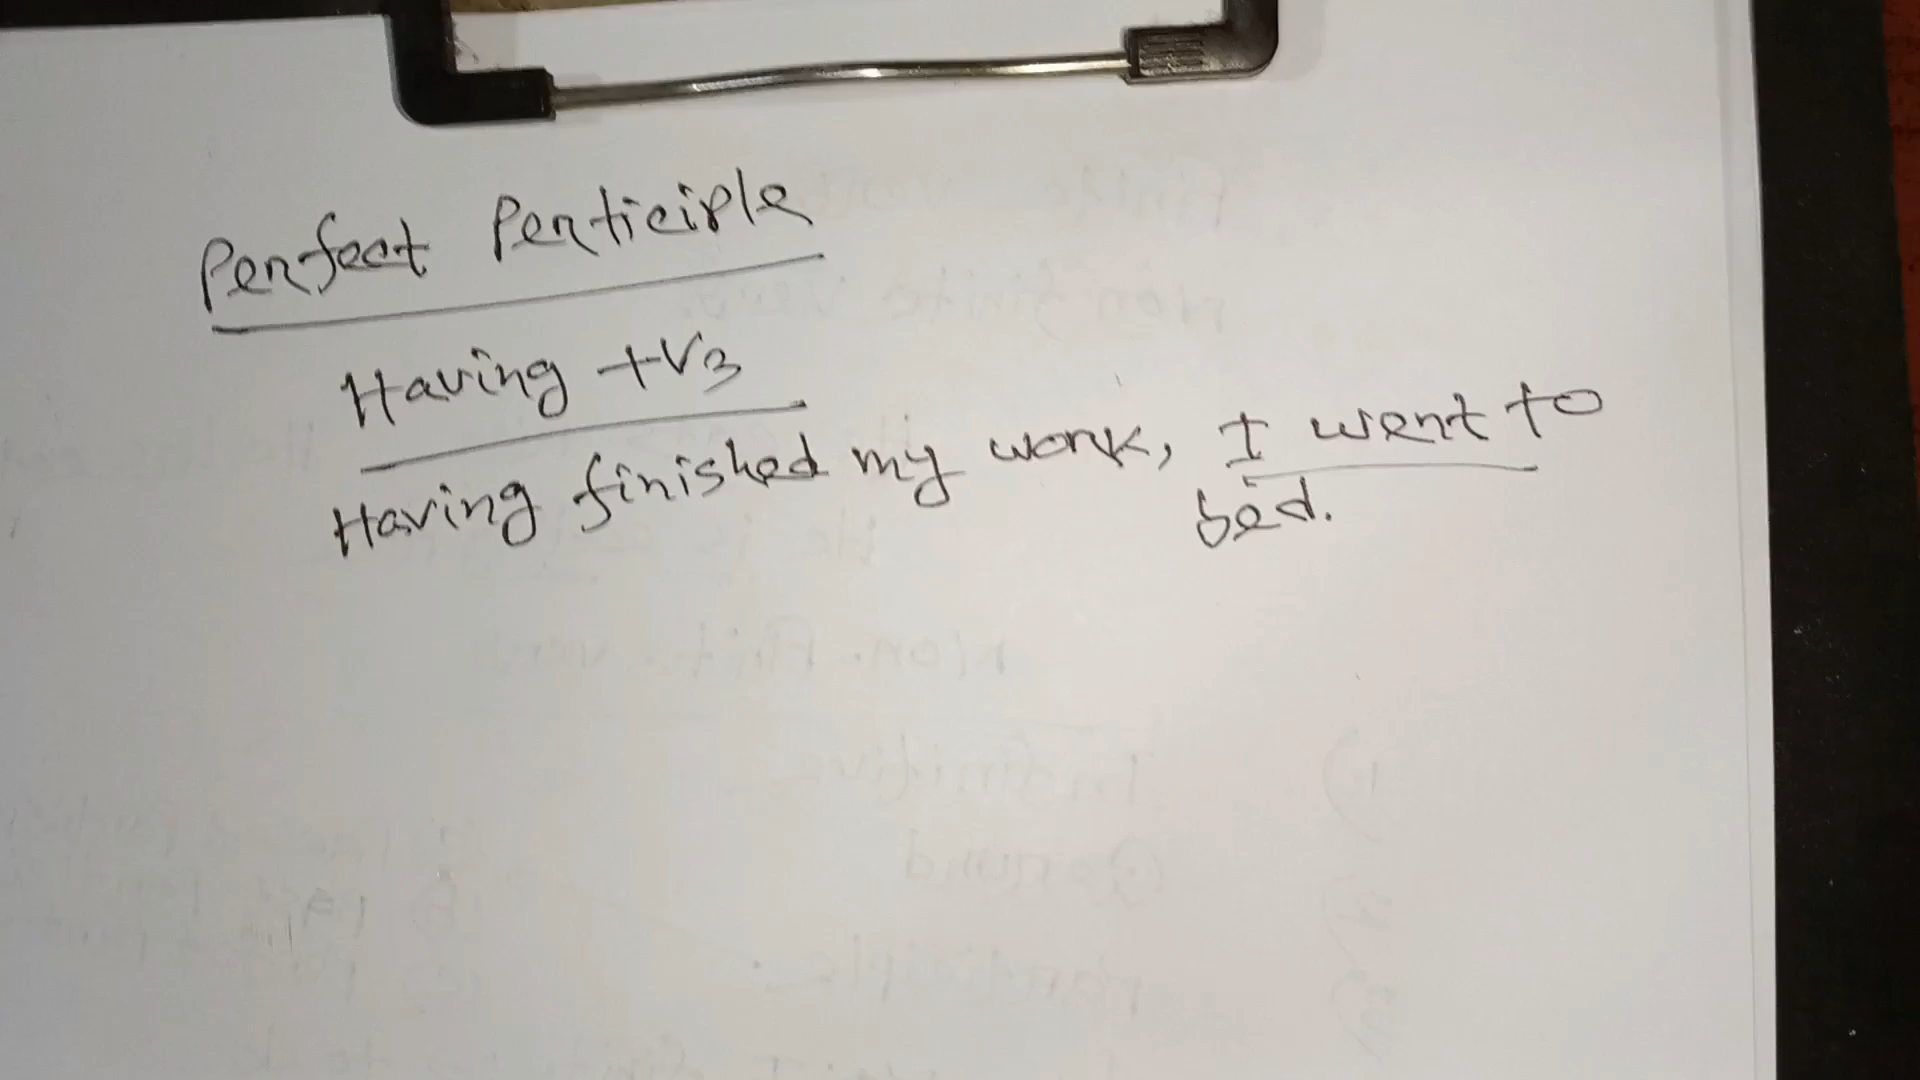 Perfect Perticiple
Having +V3
Having finished my work, I went to
bed.